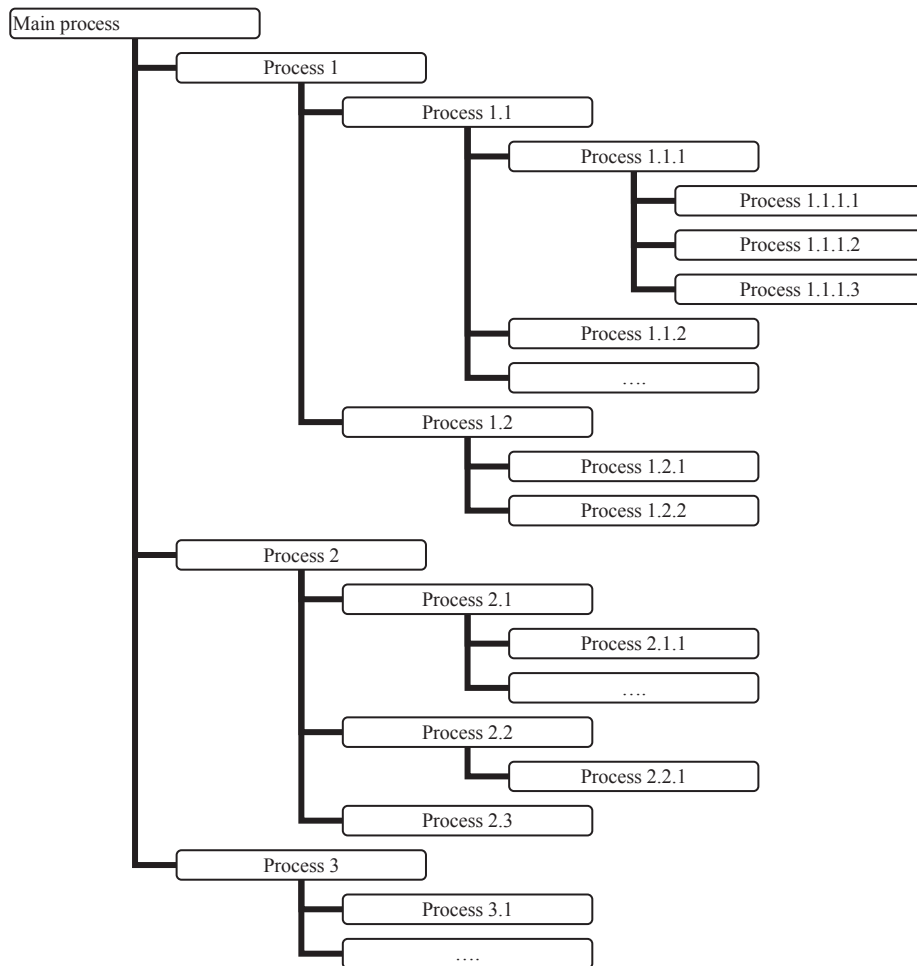 Main process
Process 1
Process 1.1
Process 1.1.1
Process 1.1.1.1
Process 1.1.1.2
Process 1.1.1.3
Process 1.1.2
….
Process 1.2
Process 1.2.1
Process 1.2.2
Process 2
Process 2.1
Process 2.1.1
….
Process 2.2
Process 2.2.1
Process 2.3
Process 3
Process 3.1
….